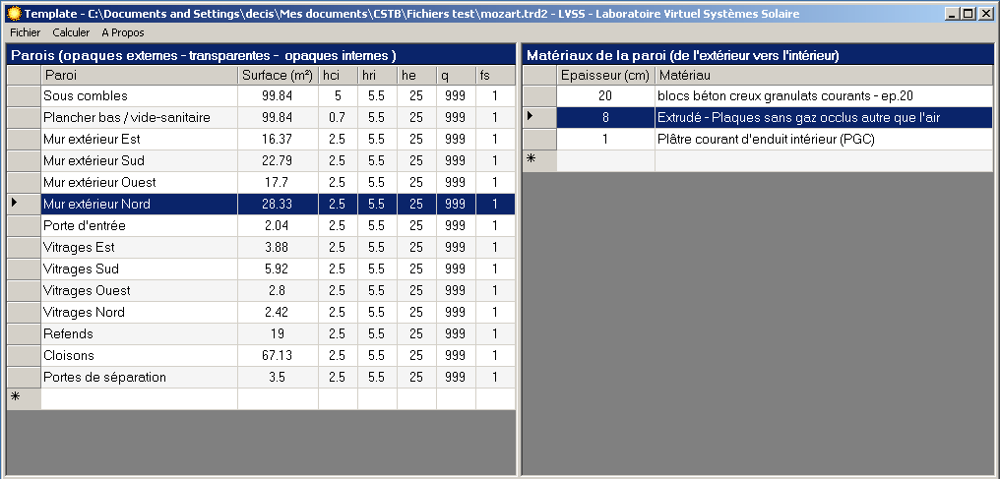 Template - C:\Documents and Settings\decis\Mes documents\CSTB\Fichiers test\mozart.trd2 - LVSS - Laboratoire Virtuel Systèmes Solaire
Fichier Calculer A Propos
Parois (opaques externes - transparentes - opaques internes )
Paroi Surface (m²) hci hri he q fs
Sous combles 99.84 5 5.5 25 999 1
Plancher bas / vide-sanitaire 99.84 0.7 5.5 25 999 1
Mur extérieur Est 16.37 2.5 5.5 25 999 1
Mur extérieur Sud 22.79 2.5 5.5 25 999 1
Mur extérieur Ouest 17.7 2.5 5.5 25 999 1
Mur extérieur Nord 28.33 2.5 5.5 25 999 1
Porte d'entrée 2.04 2.5 5.5 25 999 1
Vitrages Est 3.88 2.5 5.5 25 999 1
Vitrages Sud 5.92 2.5 5.5 25 999 1
Vitrages Ouest 2.8 2.5 5.5 25 999 1
Vitrages Nord 2.42 2.5 5.5 25 999 1
Refends 19 2.5 5.5 25 999 1
Cloisons 67.13 2.5 5.5 25 999 1
Portes de séparation 3.5 2.5 5.5 25 999 1
Matériaux de la paroi (de l'extérieur vers l'intérieur)
Epaisseur (cm) Matériau
20 blocs béton creux granulats courants - ep.20
8 Extrudé - Plaques sans gaz occlus autre que l'air
1 Plâtre courant d'enduit intérieur (PGC)